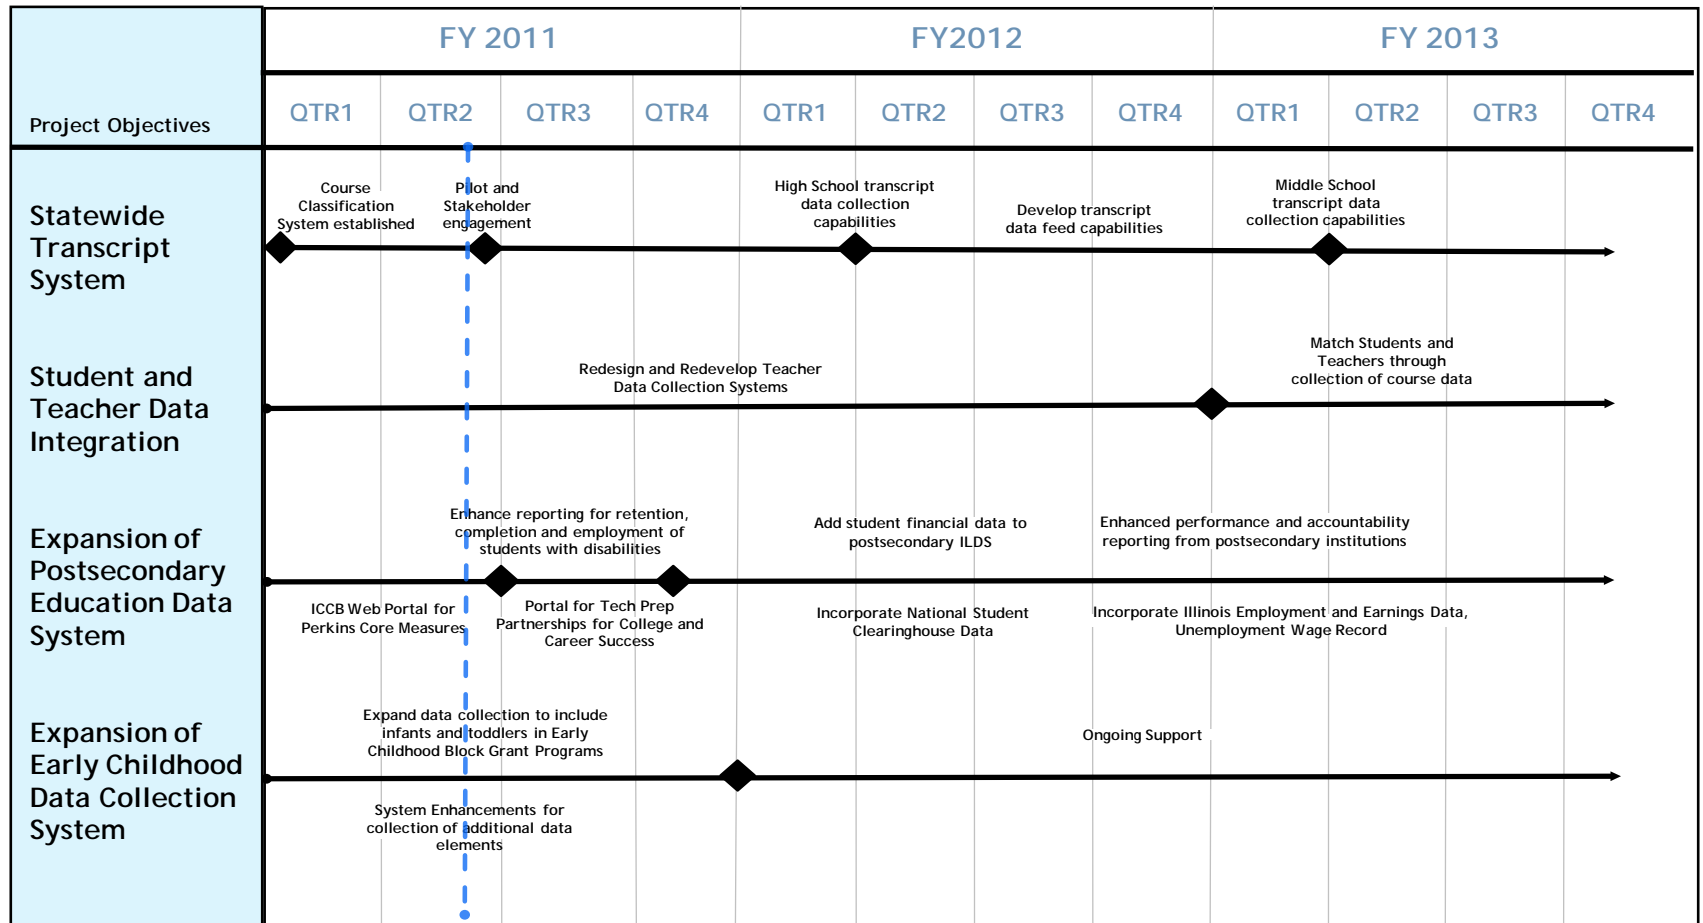 FY 2011
FY2012
FY 2013
Project Objectives
QTR1
QTR2
QTR3
QTR4
QTR1
QTR2
QTR3
QTR4
QTR1
QTR2
QTR3
QTR4
Statewide
Transcript
System
Course
Classification
System established
Pilot and
Stakeholder
engagement
High School transcript
data collection
capabilities
Develop transcript
data feed capabilities
Middle School
transcript data
collection capabilities
Student and
Teacher Data
Integration
Redesign and Redevelop Teacher
Data Collection Systems
Match Students and
Teachers through
collection of course data
Expansion of
Postsecondary
Education Data
System
Enhance reporting for retention,
completion and employment of
students with disabilities
Add student financial data to
postsecondary ILDS
Enhanced performance and accountability
reporting from postsecondary institutions
ICCB Web Portal for
Perkins Core Measures
Portal for Tech Prep
Partnerships for College and
Career Success
Incorporate National Student
Clearinghouse Data
Incorporate Illinois Employment and Earnings Data,
Unemployment Wage Record
Expansion of
Early Childhood
Data Collection
System
Expand data collection to include
infants and toddlers in Early
Childhood Block Grant Programs
Ongoing Support
System Enhancements for
collection of additional data
elements